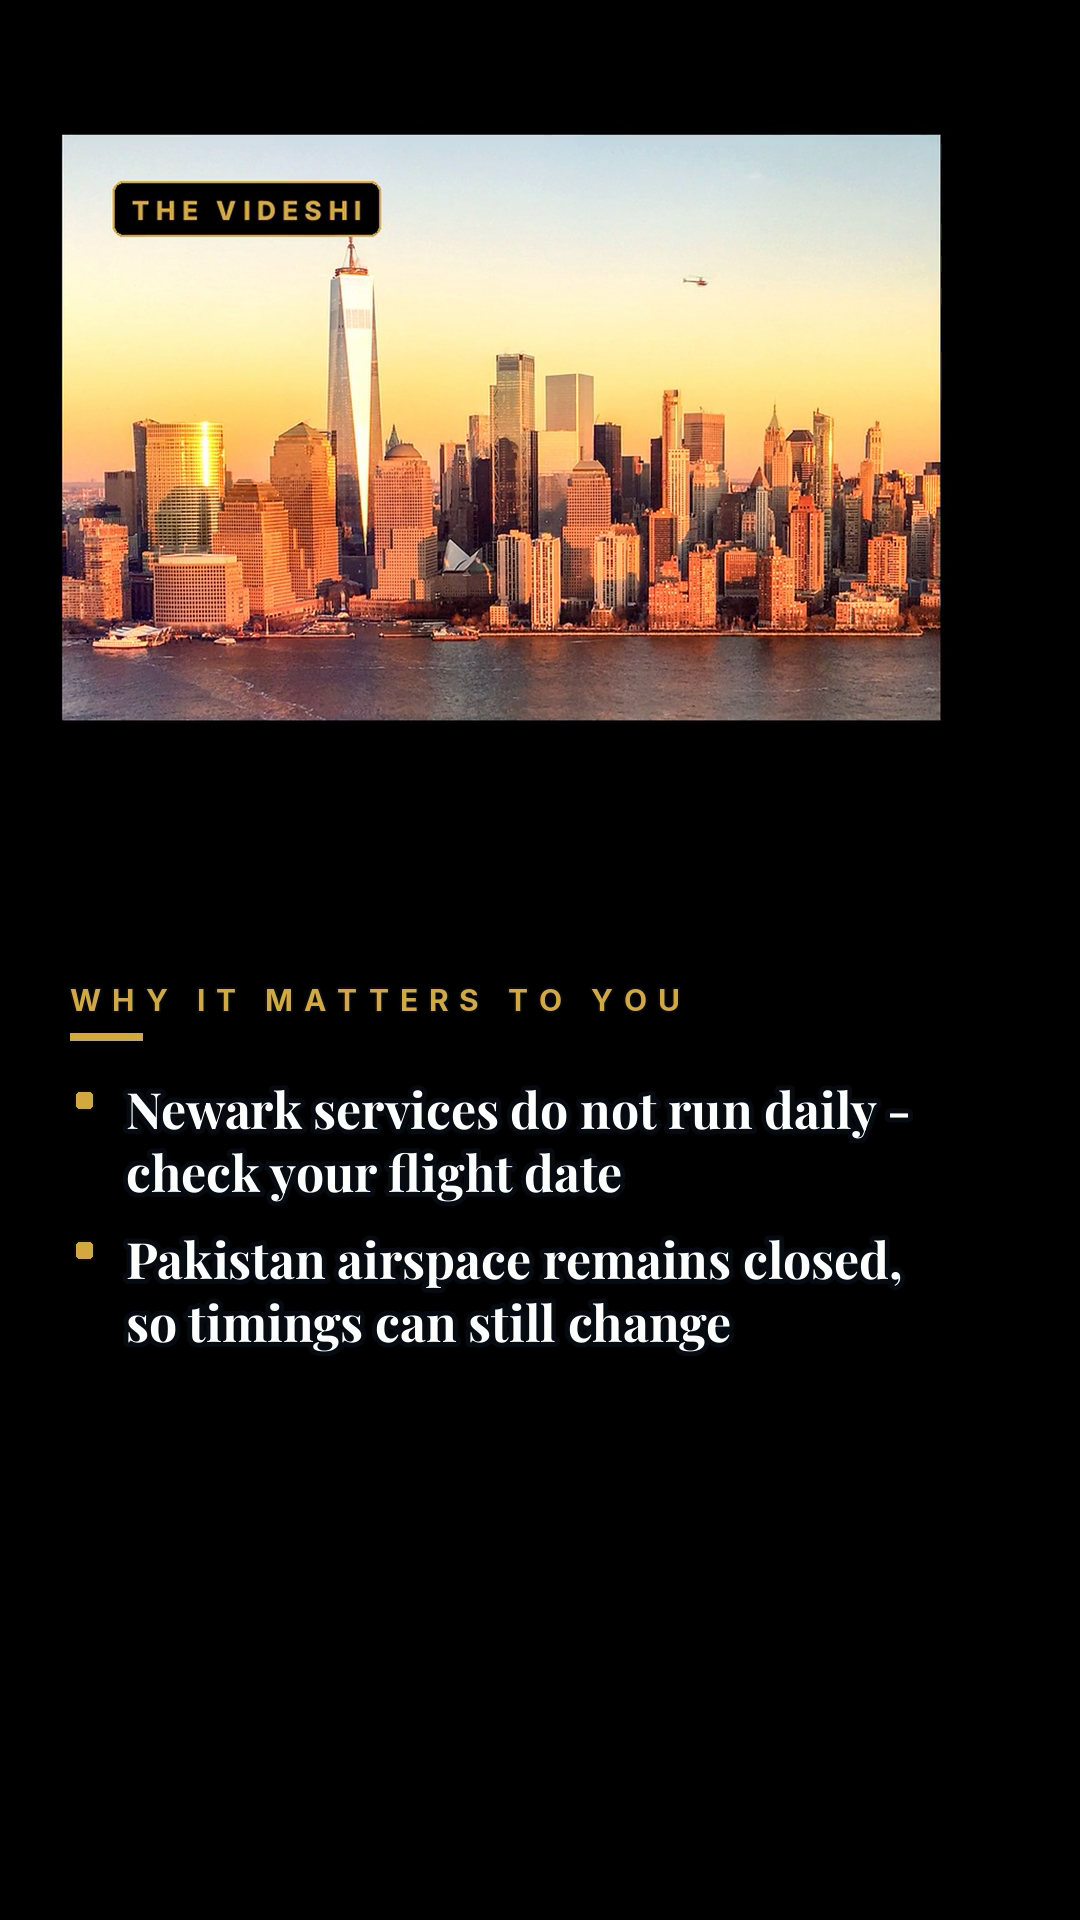 THE VIDESHI
WHY IT MATTERS TO YOU
Newark services do not run daily -
check your flight date
Pakistan airspace remains closed,
so timings can still change